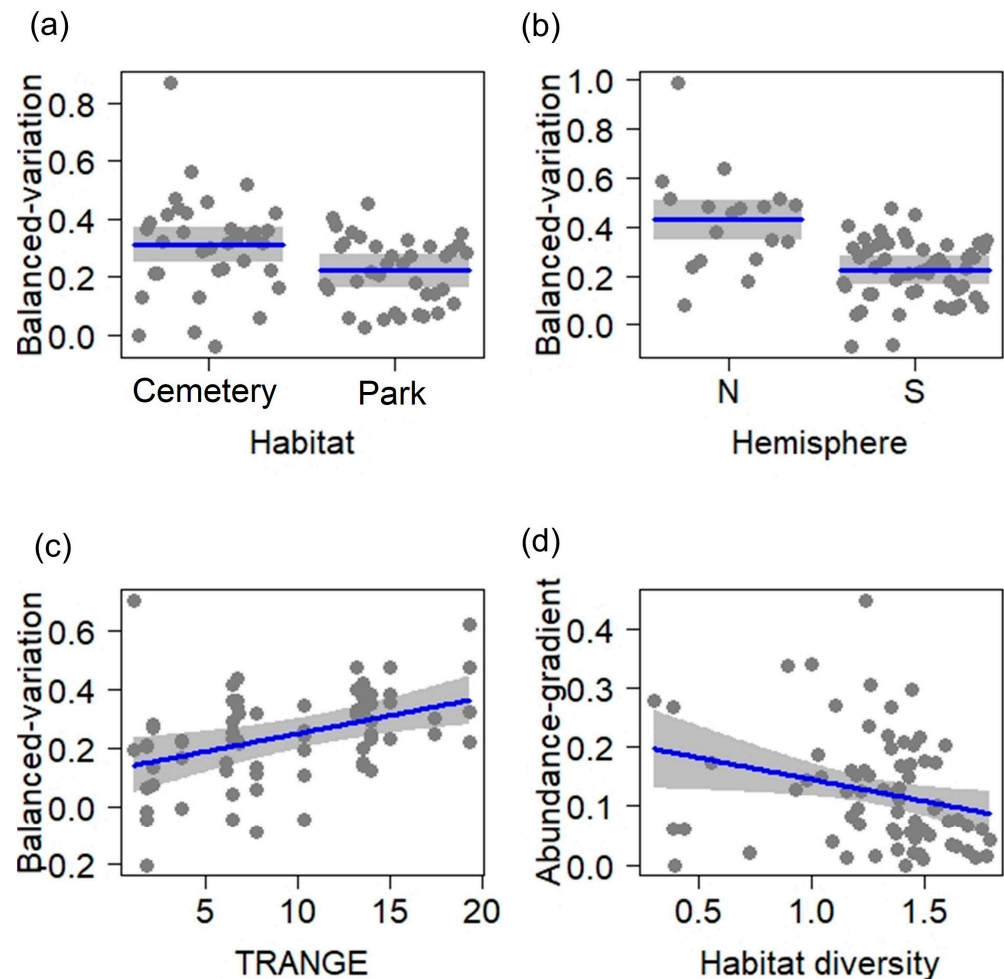 (a)
Balanced-variation
0.8
0.6
0.4
0.2
0.0
Cemetery Park
Habitat
(b)
Balanced-variation
1.0
0.8
0.6
0.4
0.2
0.0
N S
Hemisphere
(c)
Balanced-variation
0.6
0.4
0.2
0.0
-0.2
5 10 15 20
TRANGE
(d)
Abundance-gradient
0.4
0.3
0.2
0.1
0.0
0.5 1.0 1.5
Habitat diversity